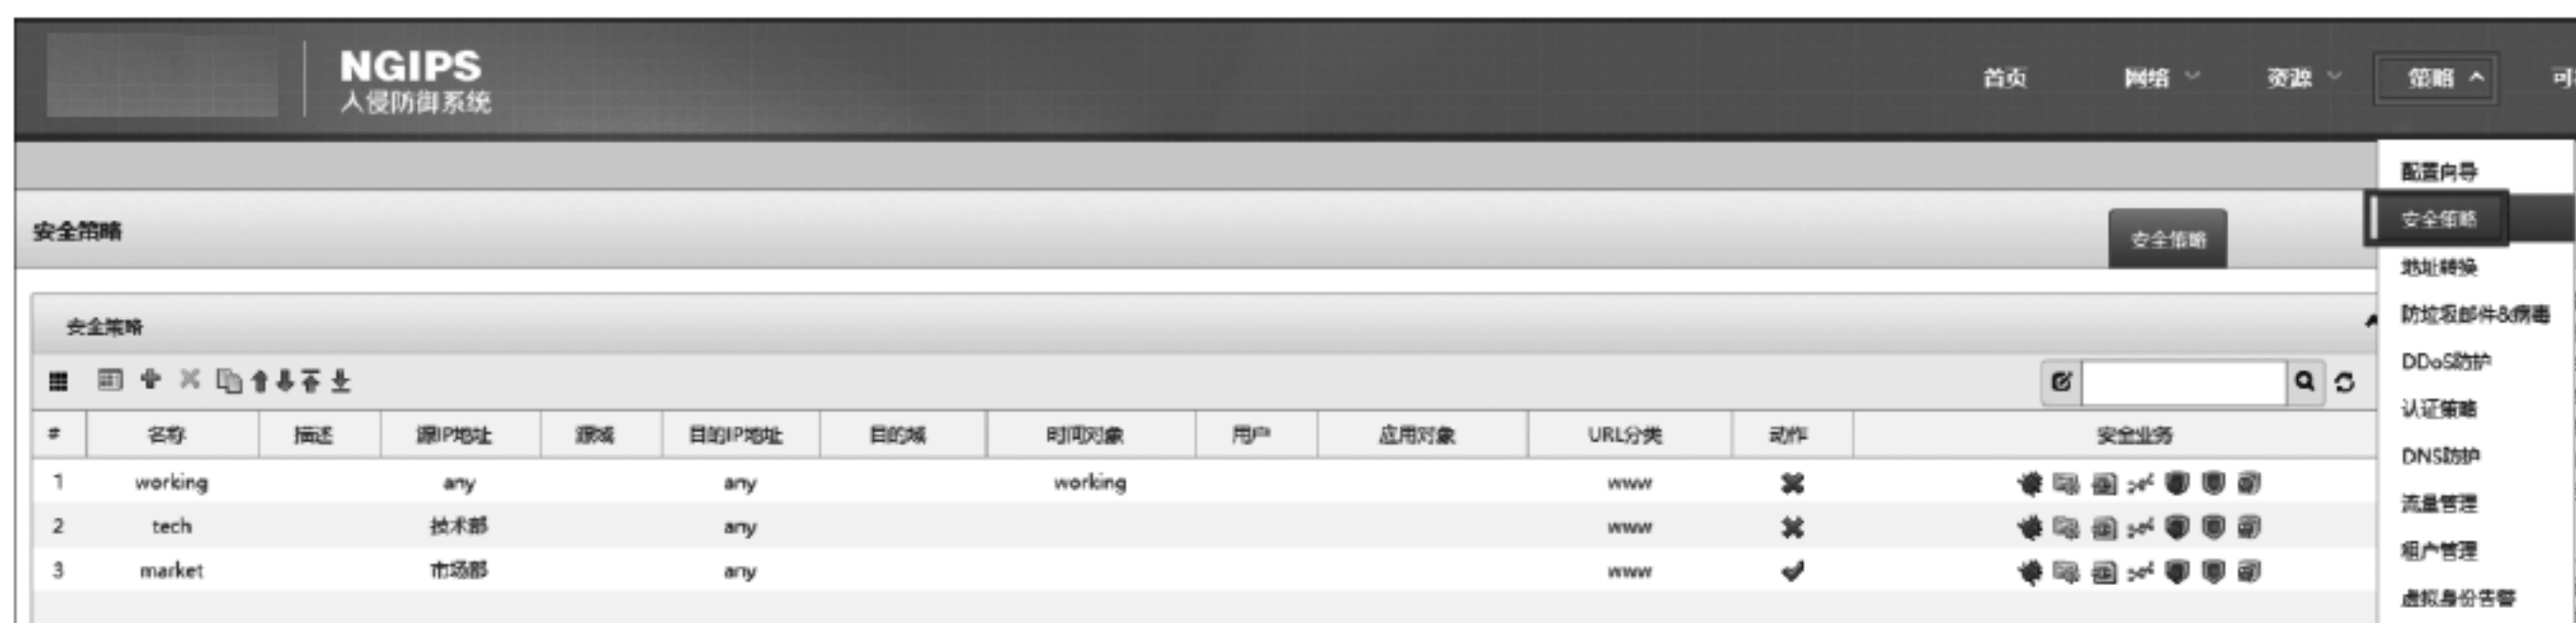 NGIPS
入侵防御系统
首页 网络 资源 策略 可
配置向导
安全策略
地址转换
防垃圾邮件&病毒
DDoS防护
认证策略
DNS防护
流量管理
租户管理
虚拟身份告警
安全策略 安全策略
安全策略
# 名称 描述 源IP地址 源域 目的IP地址 目的域 时间对象 用户 应用对象 URL分类 动作 安全业务
1 working any any working www
2 tech 技术部 any www
3 market 市场部 any www